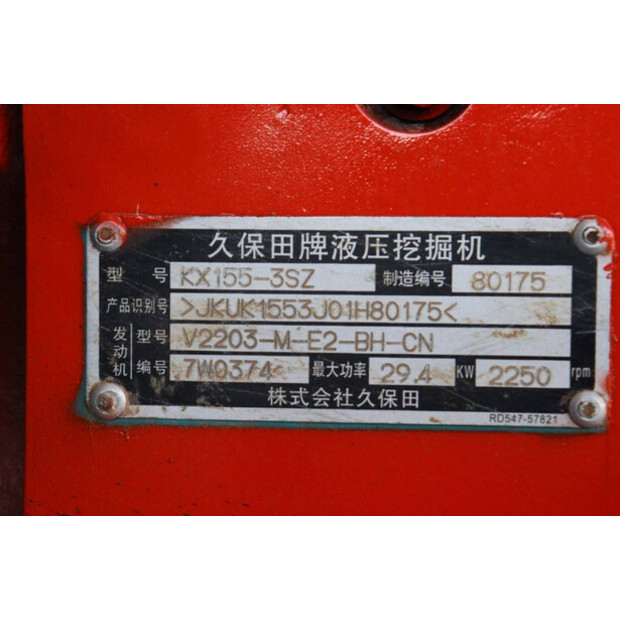 久保田牌液压挖掘机
型 号 KX155-3SZ 制造编号 80175
产品识别号 >JKUK1553J01H80175<
发动机 型号 V2203-M-E2-BH-CN
编号 7W0374 最大功率 29.4 KW 2250 rpm
株式会社久保田
RD547-57821